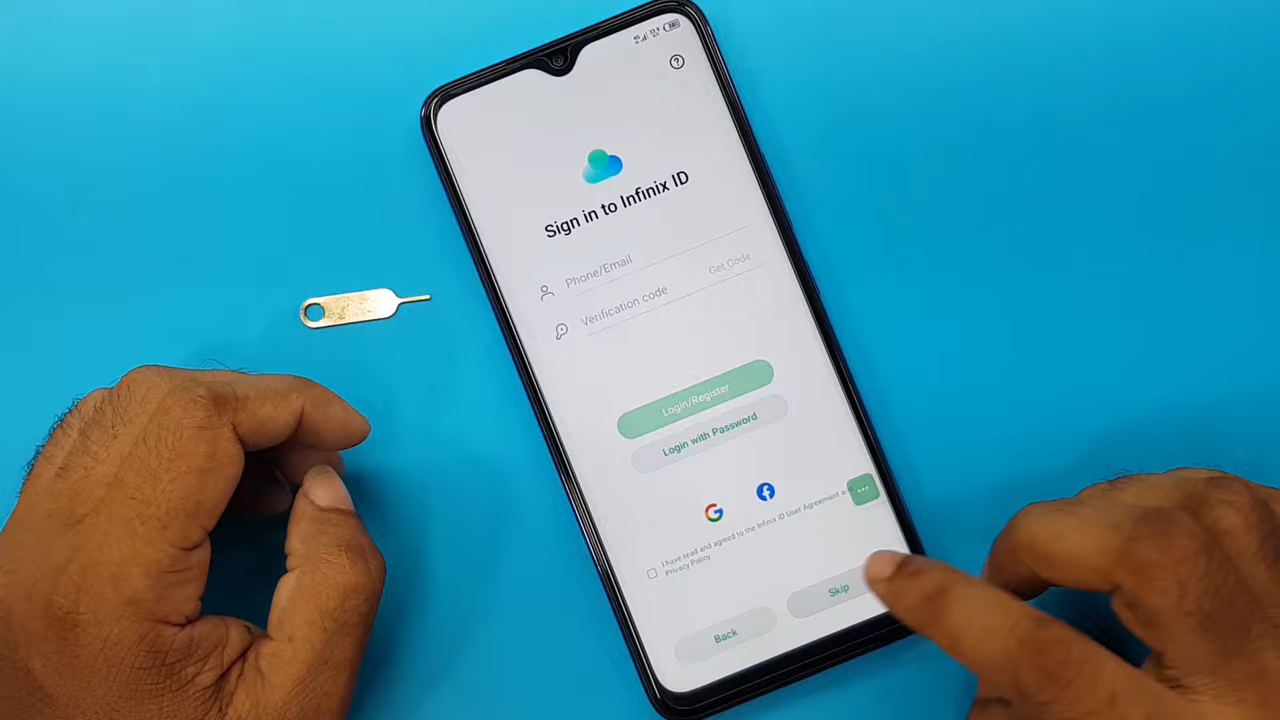 4G
Sign in to Infinix ID
Phone/Email
Get Code
Verification code
Login/Register
Login with Password
I have read and agreed to the Infinix ID User Agreement
Privacy Policy
Skip
Back